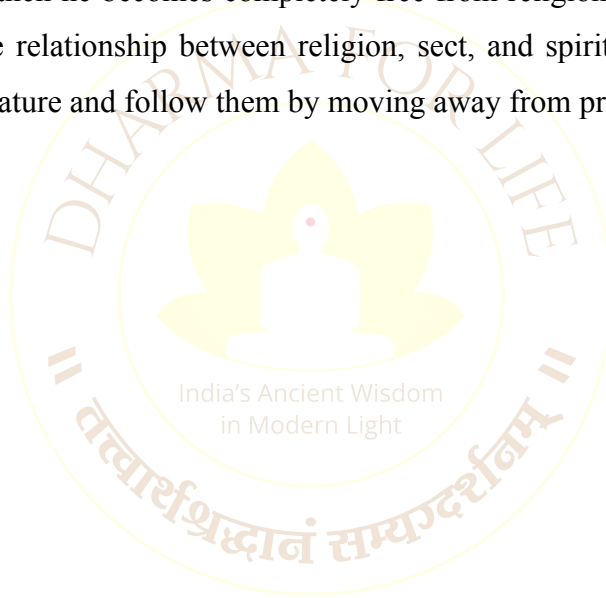 then he becomes completely free from religion
relationship between religion, sect, and spirit
ature and follow them by moving away from pr
DHARMA FOR LIFE
India's Ancient Wisdom
in Modern Light
॥ तत्त्वार्थश्रद्धानं सम्यग्दर्शनम् ॥